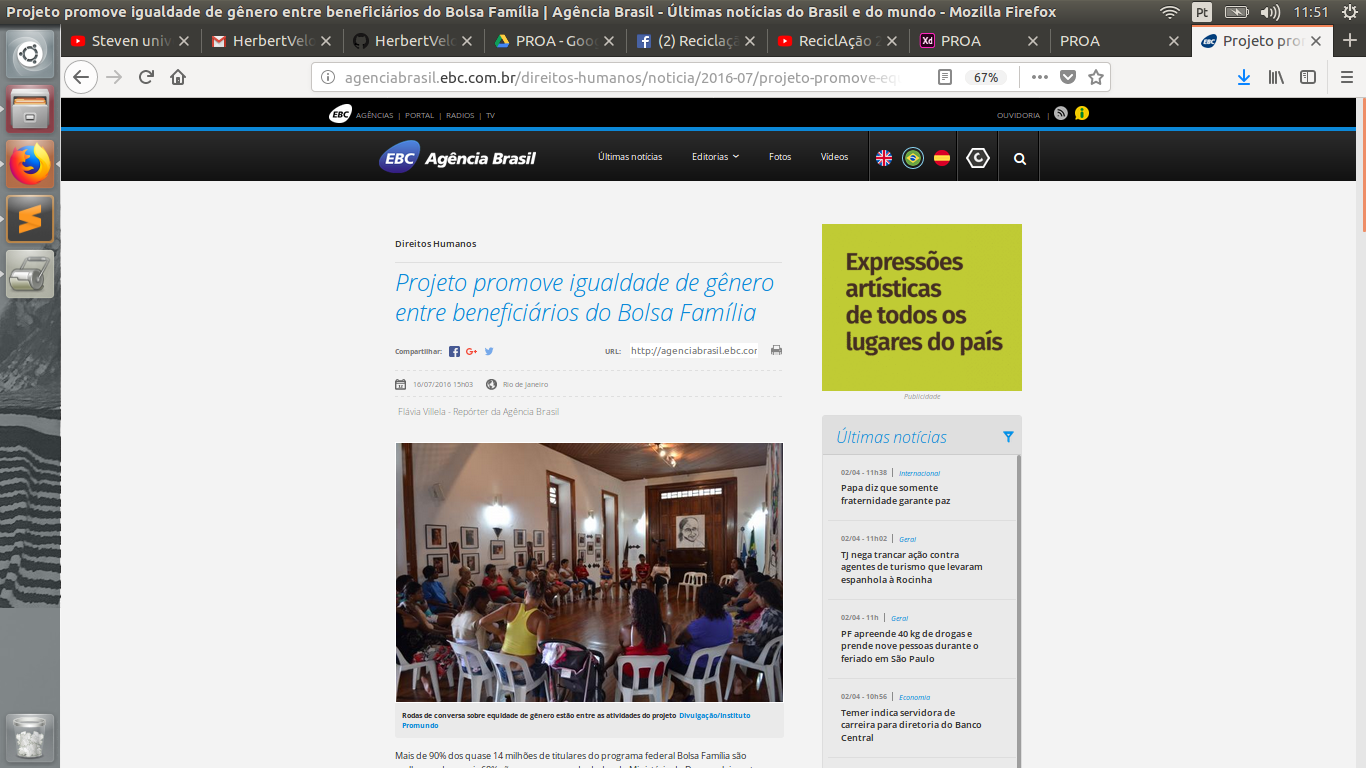 Projeto promove igualdade de gênero entre beneficiários do Bolsa Família | Agência Brasil - Últimas notícias do Brasil e do mundo - Mozilla Firefox
Pt
11:51
Steven univ
HerbertVelo
HerbertVelo
PROA - Goog
(2) Reciclaçã
ReciclAção 2
Xd
PROA
PROA
Projeto pro
agenciabrasil.ebc.com.br/direitos-humanos/noticia/2016-07/projeto-promove-eq
67%
EBC
AGÊNCIAS | PORTAL | RADIOS | TV
OUVIDORIA |
EBC Agência Brasil
Últimas notícias
Editorias
Fotos
Vídeos
Direitos Humanos
Projeto promove igualdade de gênero
entre beneficiários do Bolsa Família
Compartilhar:
URL:
http://agenciabrasil.ebc.cor
16/07/2016 15h03
Rio de Janeiro
Flávia Villela - Repórter da Agência Brasil
Rodas de conversa sobre equidade de gênero estão entre as atividades do projeto Divulgação/Instituto
Promundo
Mais de 90% dos quase 14 milhões de titulares do programa federal Bolsa Família são
Expressões
artísticas
de todos os
lugares do país
Publicidade
Últimas notícias
02/04 - 11h38 | Internacional
Papa diz que somente
fraternidade garante paz
02/04 - 11h02 | Geral
TJ nega trancar ação contra
agentes de turismo que levaram
espanhola à Rocinha
02/04 - 11h | Geral
PF apreende 40 kg de drogas e
prende nove pessoas durante o
feriado em São Paulo
02/04 - 10h56 | Economia
Temer indica servidora de
carreira para diretoria do Banco
Central